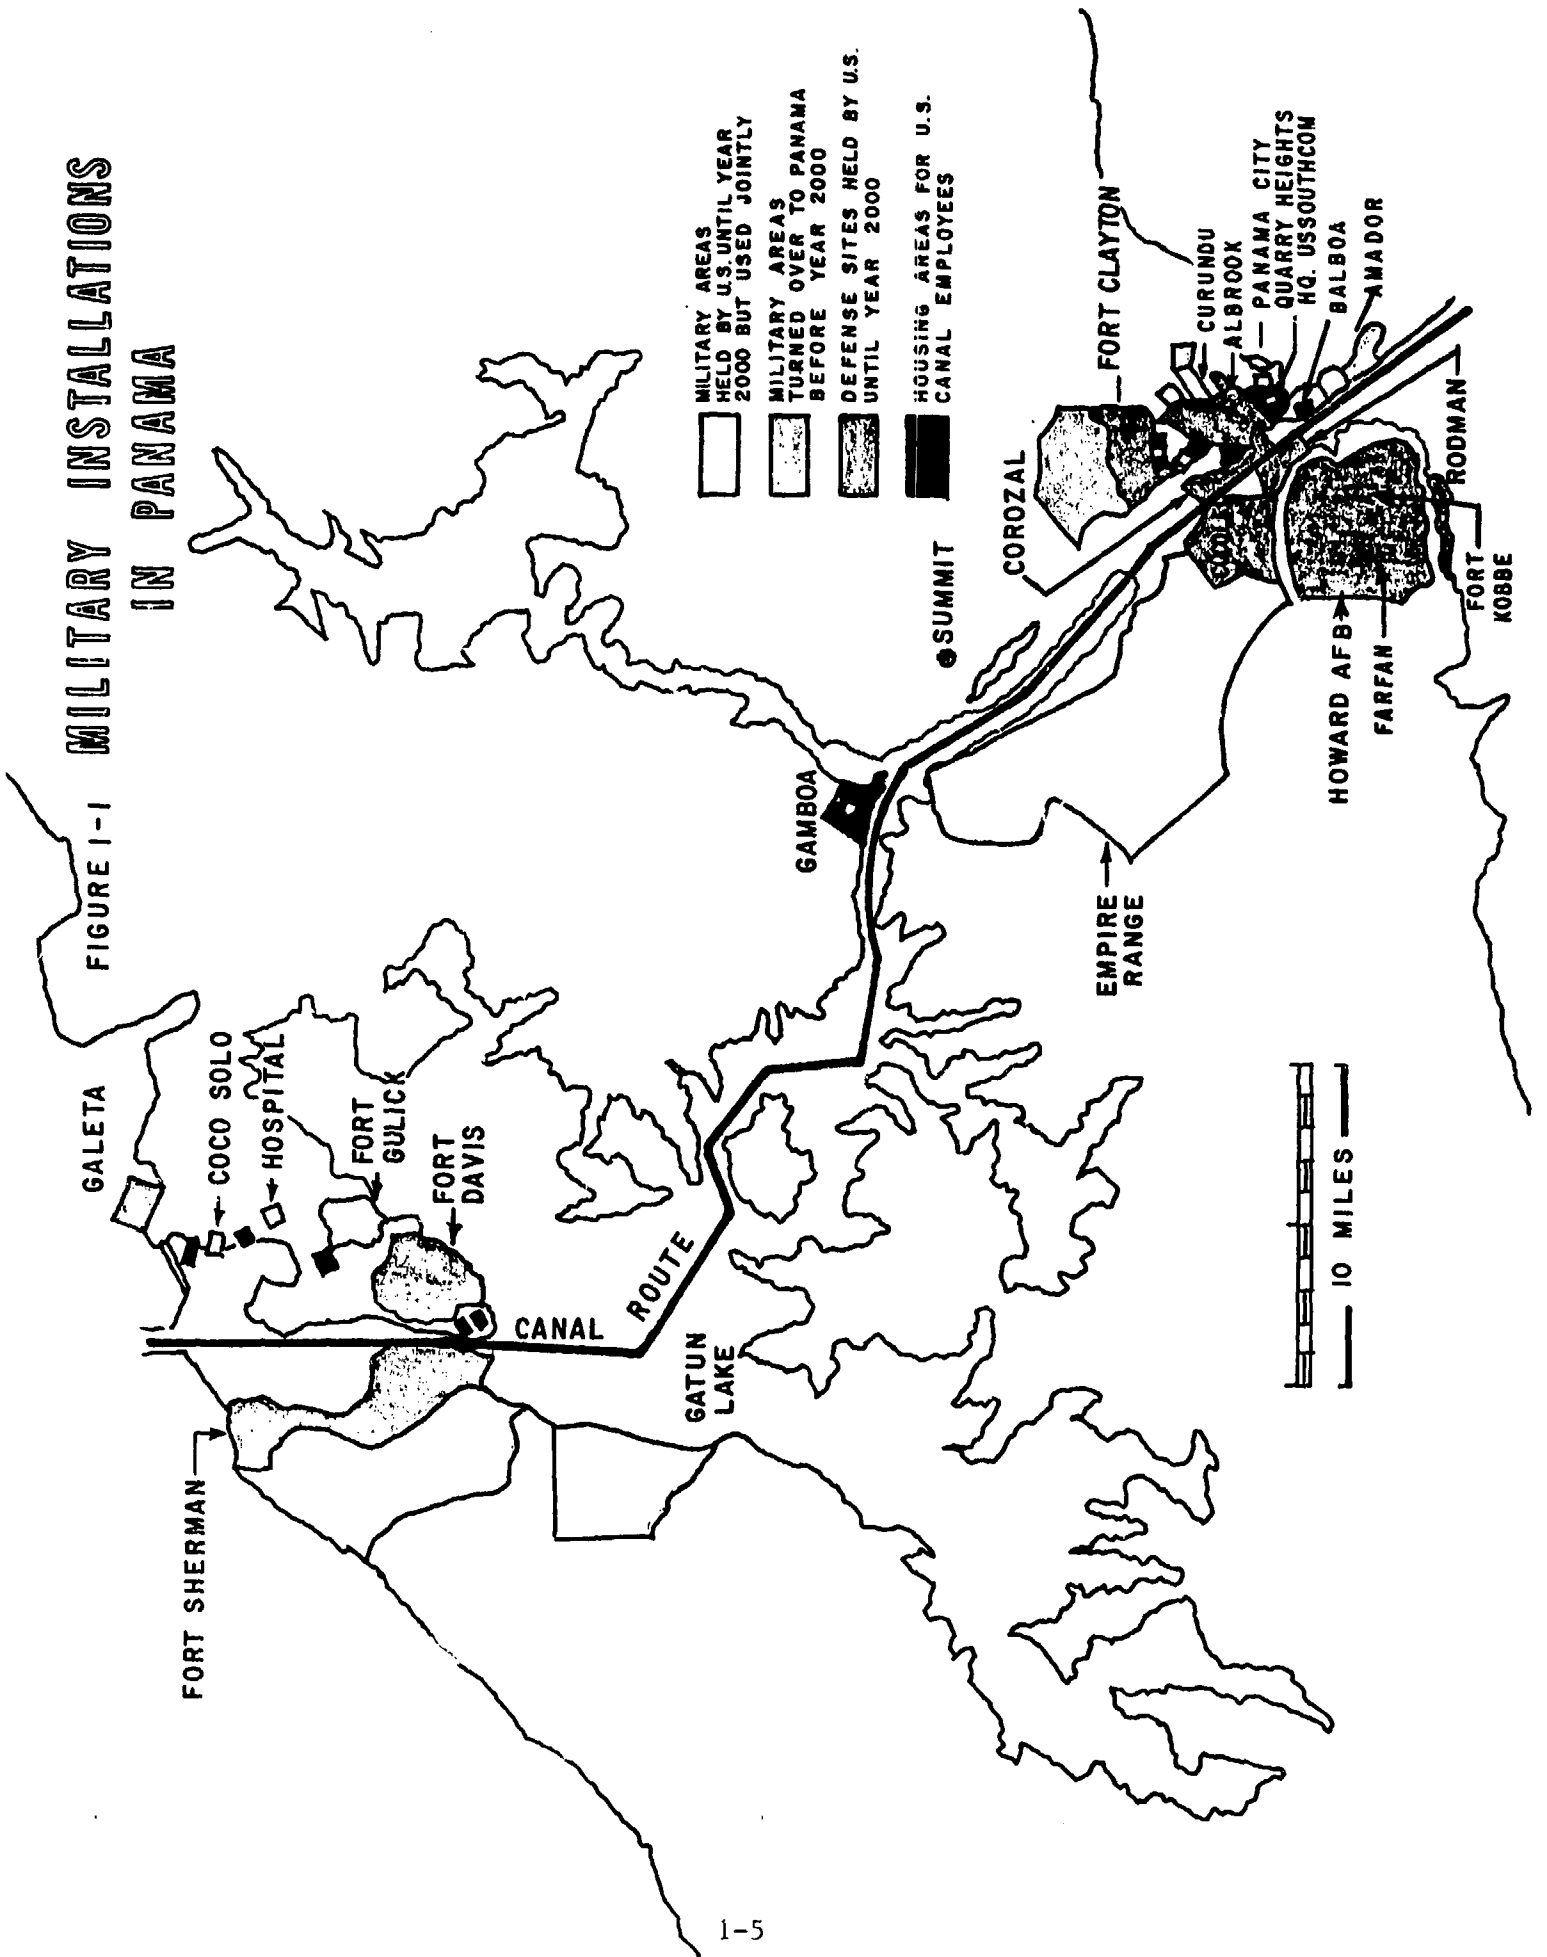 FIGURE 1-1 MILITARY INSTALLATIONS
IN PANAMA
GALETA
COCO SOLO
HOSPITAL
FORT
GULICK
FORT
DAVIS
FORT SHERMAN
CANAL ROUTE
GATUN
LAKE
GAMBOA
SUMMIT
EMPIRE
RANGE
MILITARY AREAS
HELD BY U.S. UNTIL YEAR
2000 BUT USED JOINTLY
MILITARY AREAS
TURNED OVER TO PANAMA
BEFORE YEAR 2000
DEFENSE SITES HELD BY U.S.
UNTIL YEAR 2000
HOUSING AREAS FOR U.S.
CANAL EMPLOYEES
COROZAL
FORT CLAYTON
CURUNDU
ALBROOK
PANAMA CITY
QUARRY HEIGHTS
HQ. USSOUTHCOM
BALBOA
AMADOR
RODMAN
FORT
KOBBE
HOWARD AFB
FARFAN
10 MILES
1-5